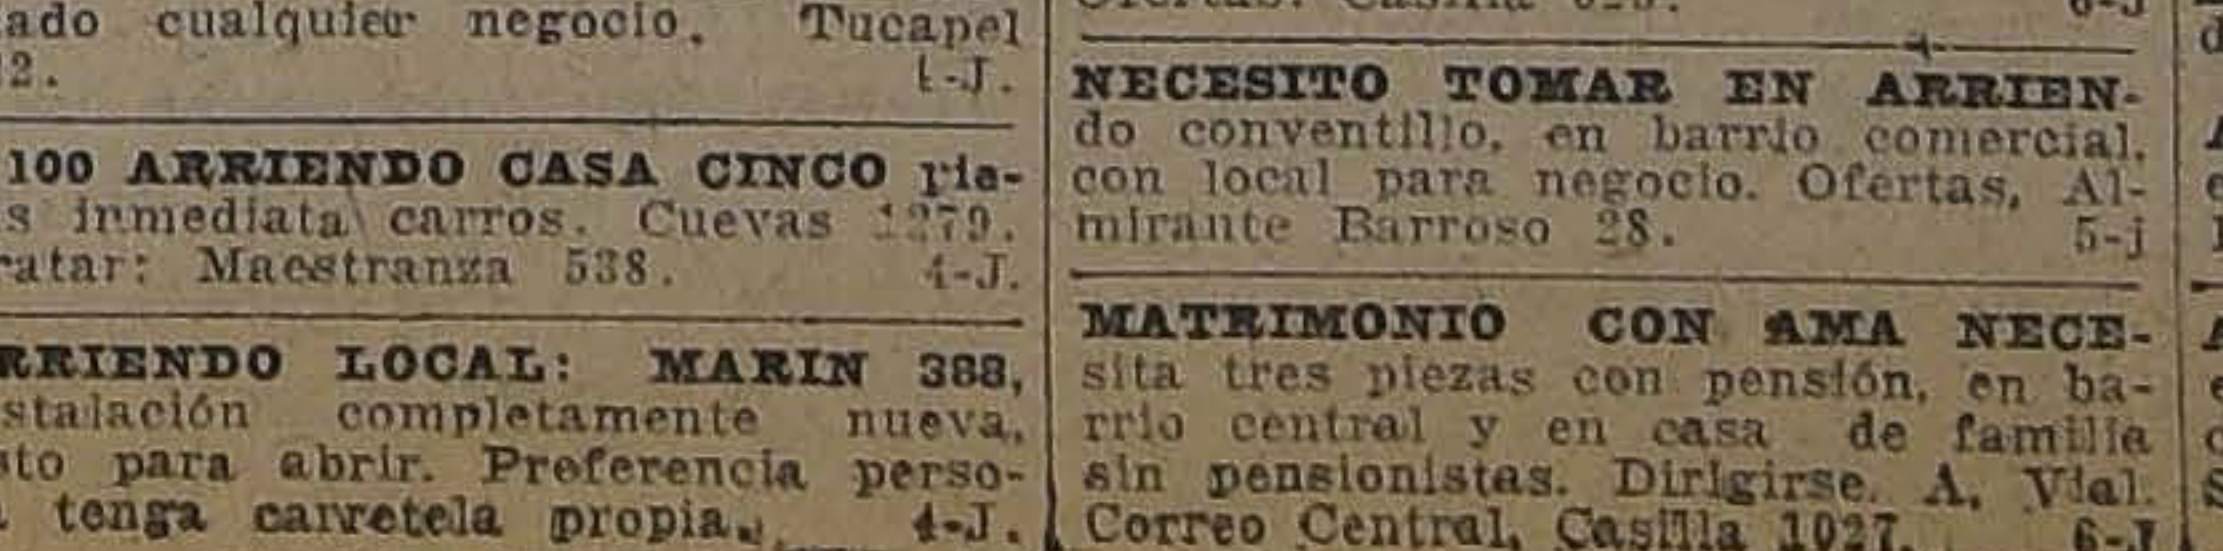 ado cualquier negocio. Tucapel
2. 1-J.
100 ARRIENDO CASA CINCO pie-
s inmediata carros. Cuevas 1279.
ratar: Maestranza 538. 4-J.
RRIENDO LOCAL: MARIN 388,
stalación completamente nueva,
sto para abrir. Preferencia perso-
tenga carretela propia. 4-J.
Ofertas: Casilla
NECESITO TOMAR EN ARRIEN-
do conventillo, en barrio comercial,
con local para negocio. Ofertas, Al-
mirante Barroso 28. 5-j
MATRIMONIO CON AMA NECE-
sita tres piezas con pensión, en ba-
rrio central y en casa de familia
sin pensionistas. Dirigirse. A. Vial.
Correo Central, Casilla 1027. 6-J